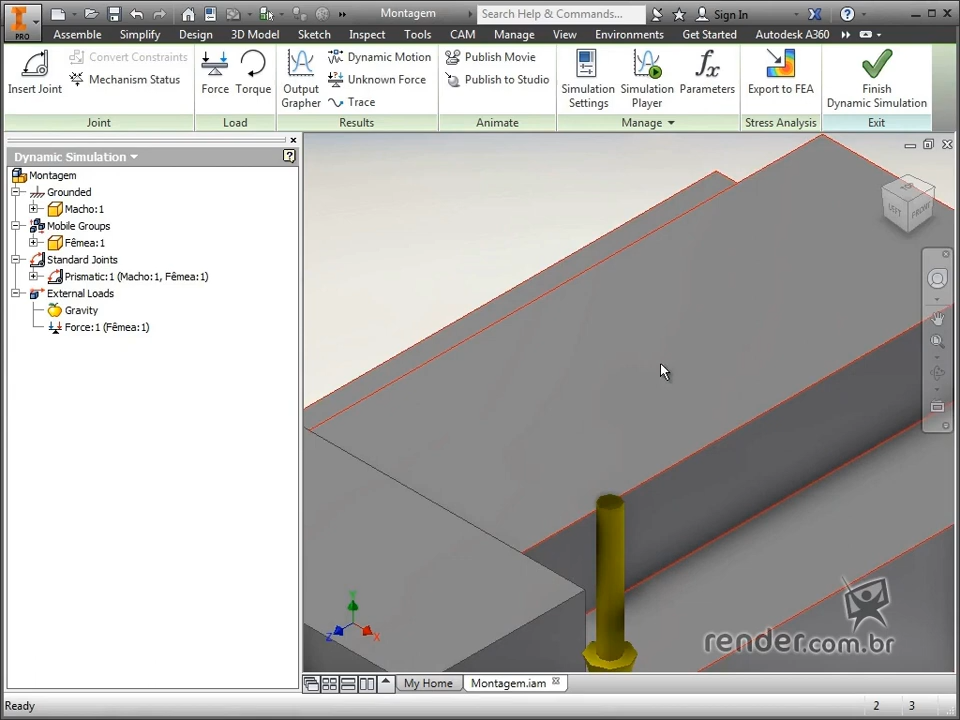 PRO
Montagem
Search Help & Commands...
Sign In
Assemble Simplify Design 3D Model Sketch Inspect Tools CAM Manage View Environments Get Started Autodesk A360
Insert Joint
Convert Constraints
Mechanism Status
Joint
Force
Torque
Load
Output Grapher
Dynamic Motion
Unknown Force
Trace
Results
Publish Movie
Publish to Studio
Animate
Simulation Settings
Simulation Player
Parameters
Manage
Export to FEA
Stress Analysis
Finish Dynamic Simulation
Exit
Dynamic Simulation
Montagem
Grounded
Macho:1
Mobile Groups
Fêmea:1
Standard Joints
Prismatic:1 (Macho:1, Fêmea:1)
External Loads
Gravity
Force:1 (Fêmea:1)
LEFT FRONT
Y
Z X
render.com.br
My Home
Montagem.iam
Ready
2 3